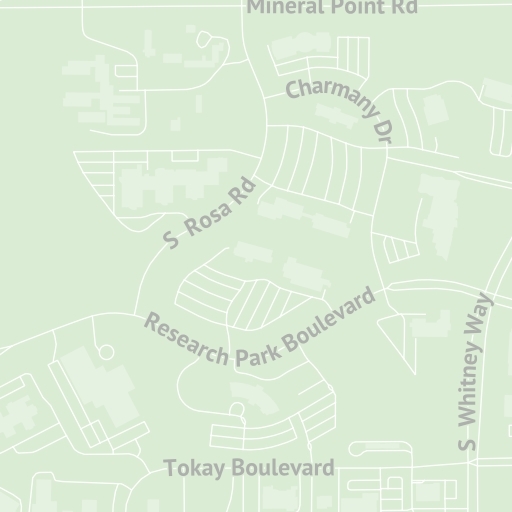 Mineral Point Rd
Charmany Dr
S Rosa Rd
Research Park Boulevard
S Whitney Way
Tokay Boulevard